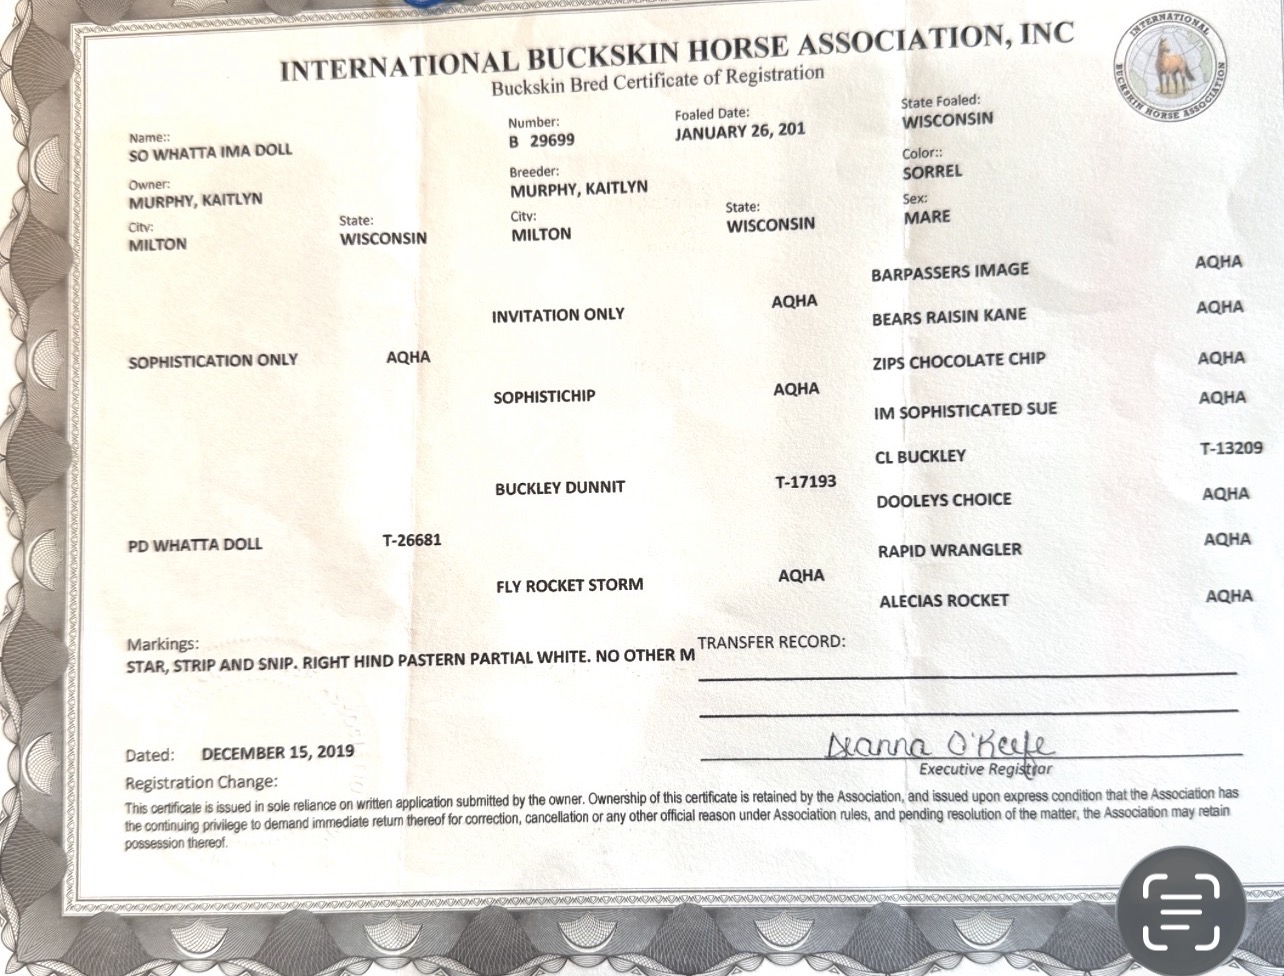 INTERNATIONAL BUCKSKIN HORSE ASSOCIATION, INC
Buckskin Bred Certificate of Registration
INTERNATIONAL
BUCKSKIN HORSE ASSOCIATION
Name::
SO WHATTA IMA DOLL
Number:
B 29699
Foaled Date:
JANUARY 26, 201
State Foaled:
WISCONSIN
Owner:
MURPHY, KAITLYN
Breeder:
MURPHY, KAITLYN
Color::
SORREL
City:
MILTON
State:
WISCONSIN
City:
MILTON
State:
WISCONSIN
Sex:
MARE
BARPASSERS IMAGE AQHA
INVITATION ONLY AQHA
BEARS RAISIN KANE AQHA
SOPHISTICATION ONLY AQHA
ZIPS CHOCOLATE CHIP AQHA
SOPHISTICHIP AQHA
IM SOPHISTICATED SUE AQHA
CL BUCKLEY T-13209
BUCKLEY DUNNIT T-17193
DOOLEYS CHOICE AQHA
PD WHATTA DOLL T-26681
RAPID WRANGLER AQHA
FLY ROCKET STORM AQHA
ALECIAS ROCKET AQHA
Markings:
STAR, STRIP AND SNIP. RIGHT HIND PASTERN PARTIAL WHITE. NO OTHER M
TRANSFER RECORD:
Dated: DECEMBER 15, 2019
Deanna O'Keefe
Executive Registrar
Registration Change:
This certificate is issued in sole reliance on written application submitted by the owner. Ownership of this certificate is retained by the Association, and issued upon express condition that the Association has
the continuing privilege to demand immediate return thereof for correction, cancellation or any other official reason under Association rules, and pending resolution of the matter, the Association may retain
possession thereof.